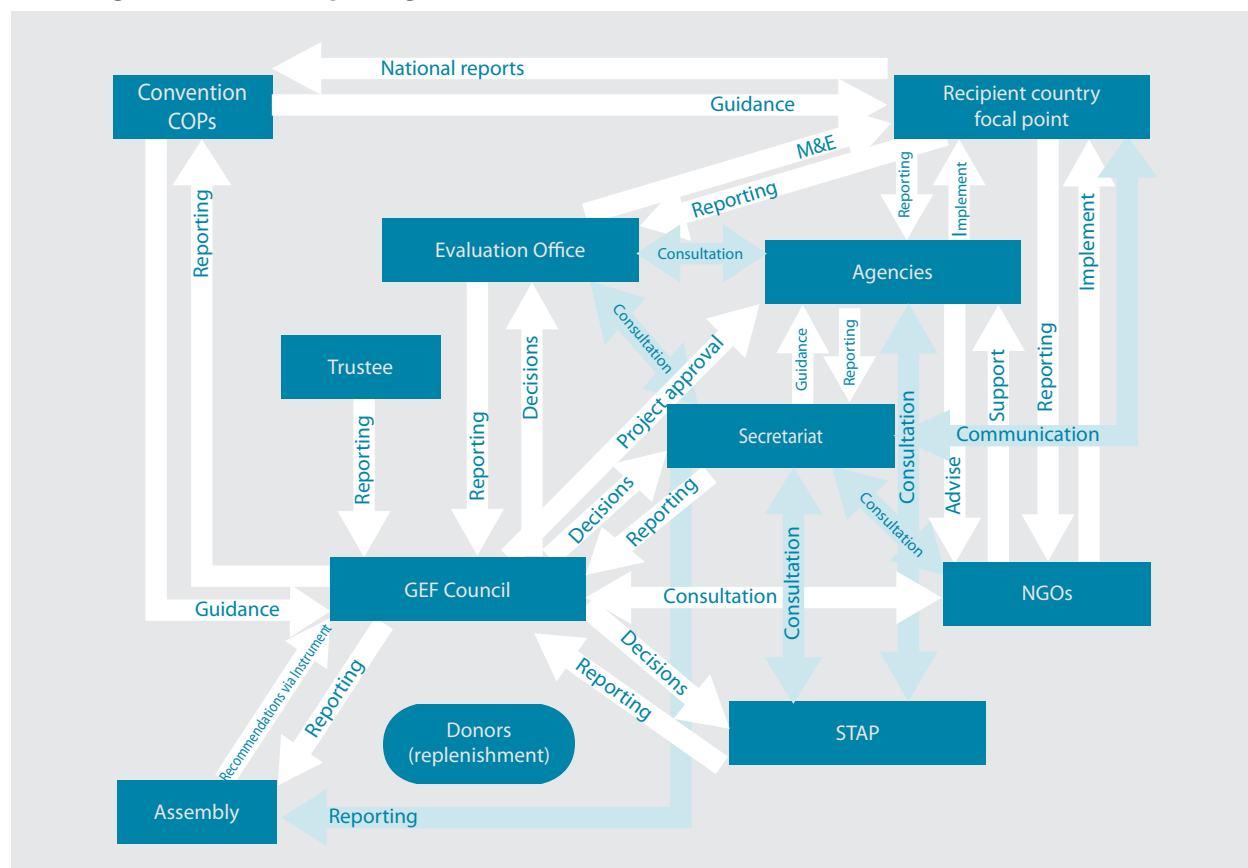 National reports
Convention
COPs
Guidance
Recipient country
focal point
M&E
Reporting
Reporting
Implement
Reporting
Implement
Evaluation Office
Consultation
Agencies
Consultation
Trustee
Decisions
Project approval
Guidance
Reporting
Support
Reporting
Secretariat
Communication
Consultation
Reporting
Reporting
Decisions
Reporting
Advise
Consultation
GEF Council
Consultation
Consultation
NGOs
Guidance
Recommendations via Instrument
Reporting
Decisions
Reporting
Donors
(replenishment)
STAP
Assembly
Reporting